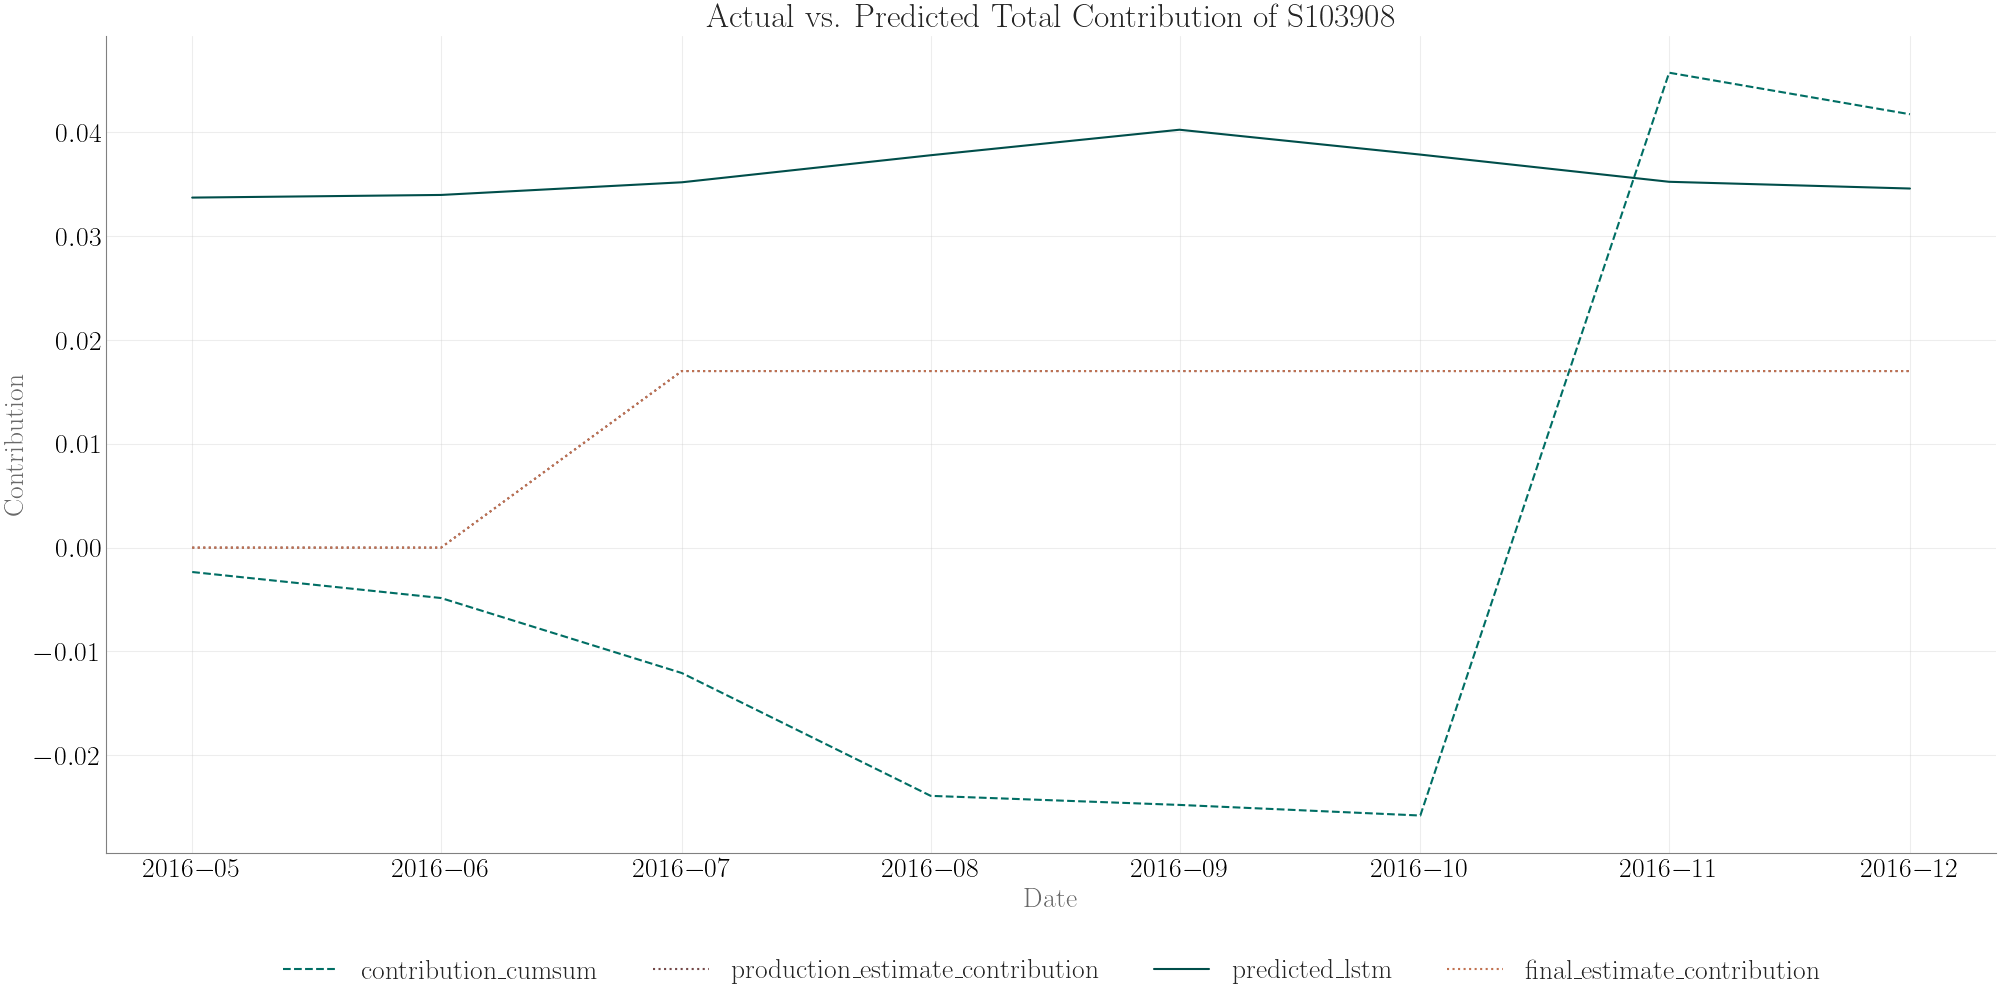 Actual vs. Predicted Total Contribution of S103908
Contribution
0.04
0.03
0.02
0.01
0.00
−0.01
−0.02
2016−05 2016−06 2016−07 2016−08 2016−09 2016−10 2016−11 2016−12
Date
contribution_cumsum production_estimate_contribution predicted_lstm final_estimate_contribution